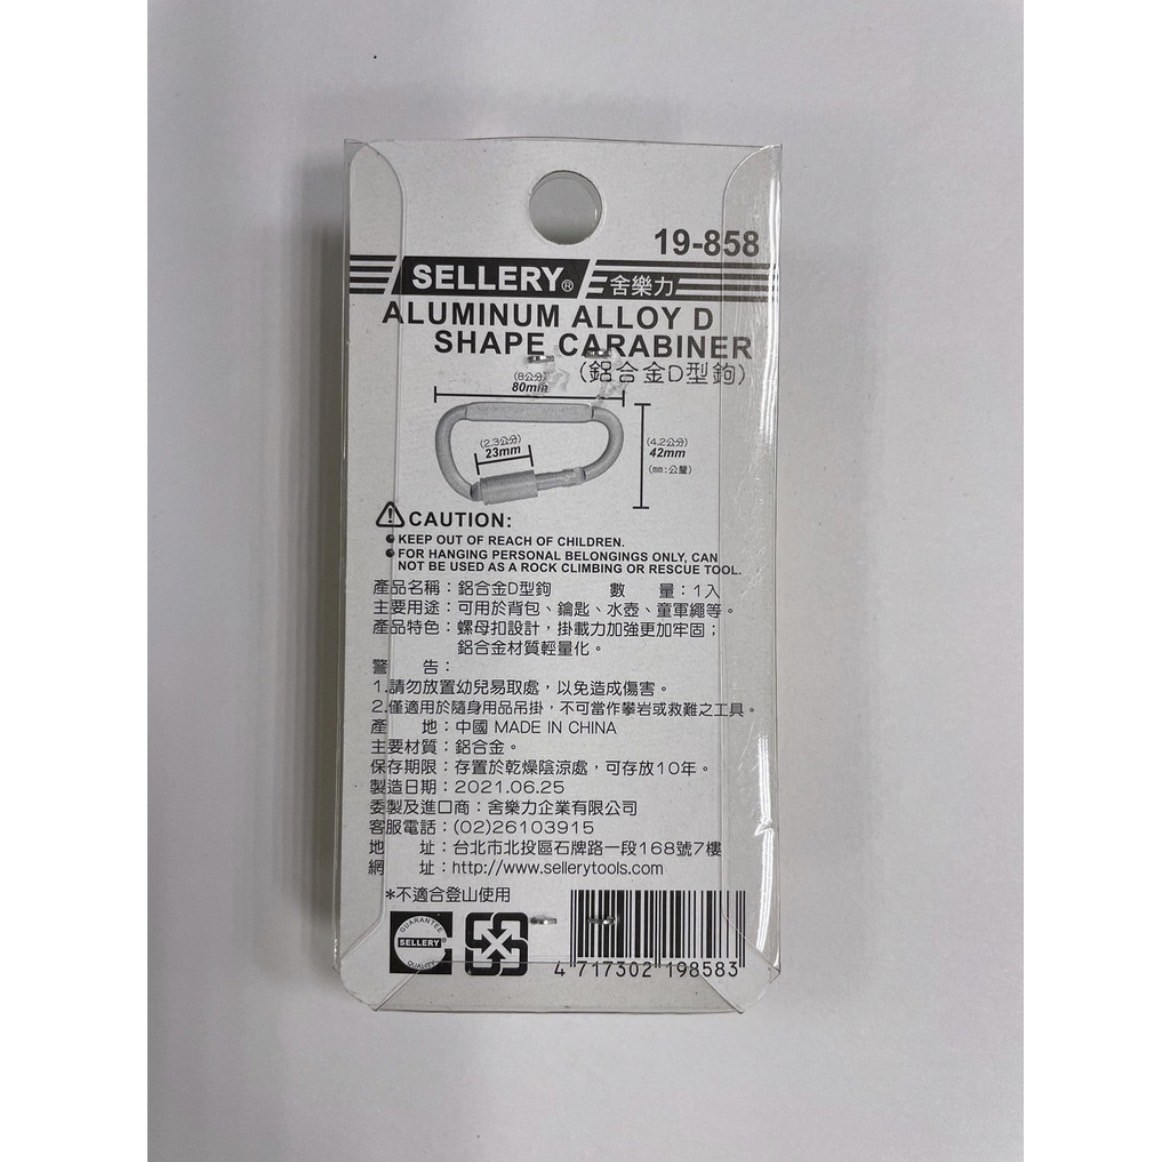 19-858
SELLERY® 舍樂力
ALUMINUM ALLOY D
SHAPE CARABINER
(鋁合金D型鉤)
(8公分)
80mm
(2.3公分)
23mm
(4.2公分)
42mm
(mm:公釐)
CAUTION:
● KEEP OUT OF REACH OF CHILDREN.
● FOR HANGING PERSONAL BELONGINGS ONLY, CAN
NOT BE USED AS A ROCK CLIMBING OR RESCUE TOOL.
產品名稱：鋁合金D型鉤 數 量：1入
主要用途：可用於背包、鑰匙、水壺、童軍繩等。
產品特色：螺母扣設計，掛載力加強更加牢固；
鋁合金材質輕量化。
警 告：
1.請勿放置幼兒易取處，以免造成傷害。
2.僅適用於隨身用品吊掛，不可當作攀岩或救難之工具。
產 地：中國 MADE IN CHINA
主要材質：鋁合金。
保存期限：存置於乾燥陰涼處，可存放10年。
製造日期：2021.06.25
委製及進口商：舍樂力企業有限公司
客服電話：(02)26103915
地 址：台北市北投區石牌路一段168號7樓
網 址：http://www.sellerytools.com
*不適合登山使用
GUARANTEE
SELLERY
QUALITY
4 717302 198583